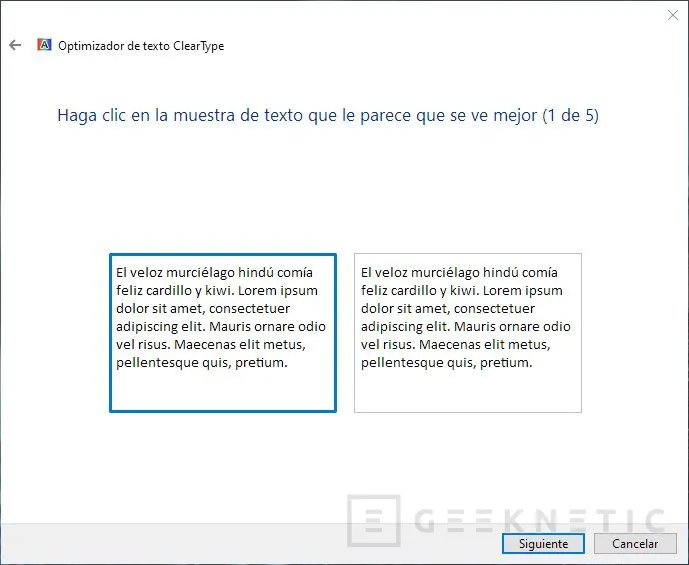 Optimizador de texto ClearType
Haga clic en la muestra de texto que le parece que se ve mejor (1 de 5)
El veloz murciélago hindú comía
feliz cardillo y kiwi. Lorem ipsum
dolor sit amet, consectetuer
adipiscing elit. Mauris ornare odio
vel risus. Maecenas elit metus,
pellentesque quis, pretium.
El veloz murciélago hindú comía
feliz cardillo y kiwi. Lorem ipsum
dolor sit amet, consectetuer
adipiscing elit. Mauris ornare odio
vel risus. Maecenas elit metus,
pellentesque quis, pretium.
GEEKNETIC
Siguiente
Cancelar